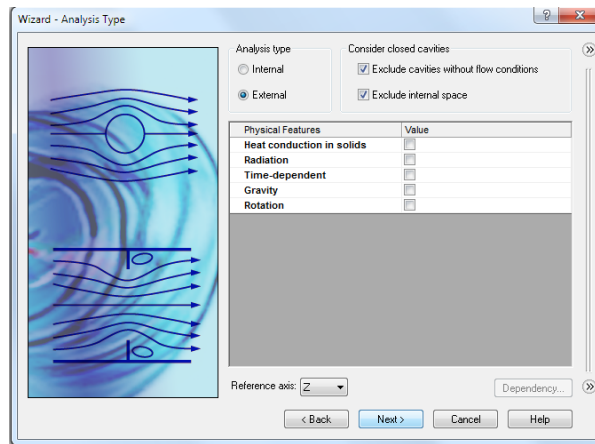 Wizard - Analysis Type
Analysis type
Consider closed cavities
Internal
Exclude cavities without flow conditions
External
Exclude internal space
Physical Features Value
Heat conduction in solids
Radiation
Time-dependent
Gravity
Rotation
Reference axis: Z
Dependency...
< Back Next > Cancel Help